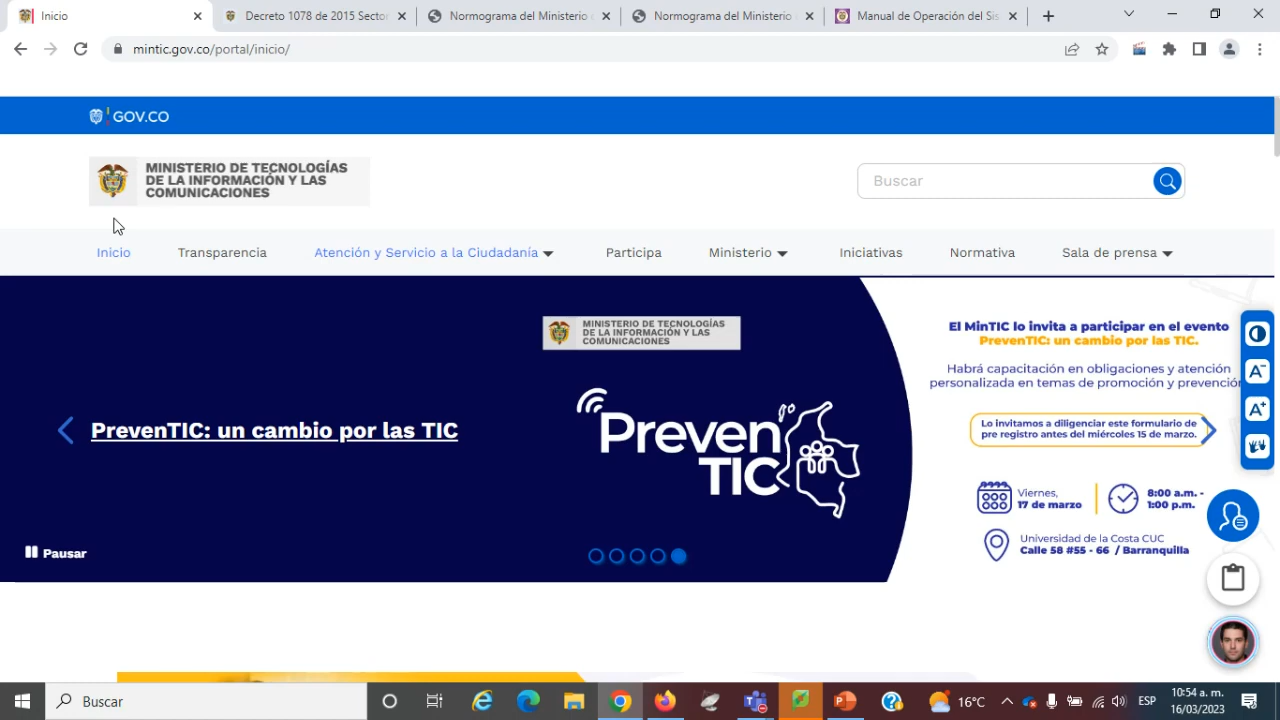 Inicio
Decreto 1078 de 2015 Sector
Normograma del Ministerio
Normograma del Ministerio
Manual de Operación del Sis
mintic.gov.co/portal/inicio/
GOV.CO
MINISTERIO DE TECNOLOGÍAS
DE LA INFORMACIÓN Y LAS
COMUNICACIONES
Buscar
Inicio
Transparencia
Atención y Servicio a la Ciudadanía
Participa
Ministerio
Iniciativas
Normativa
Sala de prensa
MINISTERIO DE TECNOLOGÍAS
DE LA INFORMACIÓN Y LAS
COMUNICACIONES
El MinTIC lo invita a participar en el evento
PrevenTIC: un cambio por las TIC.
Habrá capacitación en obligaciones y atención
personalizada en temas de promoción y prevención
PrevenTIC: un cambio por las TIC
Preven
TIC
Lo invitamos a diligenciar este formulario de
pre registro antes del miércoles 15 de marzo.
Viernes,
17 de marzo
8:00 a.m. -
1:00 p.m.
Universidad de la Costa CUC
Calle 58 #55 - 66 / Barranquilla
Pausar
A-
A+
Buscar
16°C
ESP
10:54 a. m.
16/03/2023